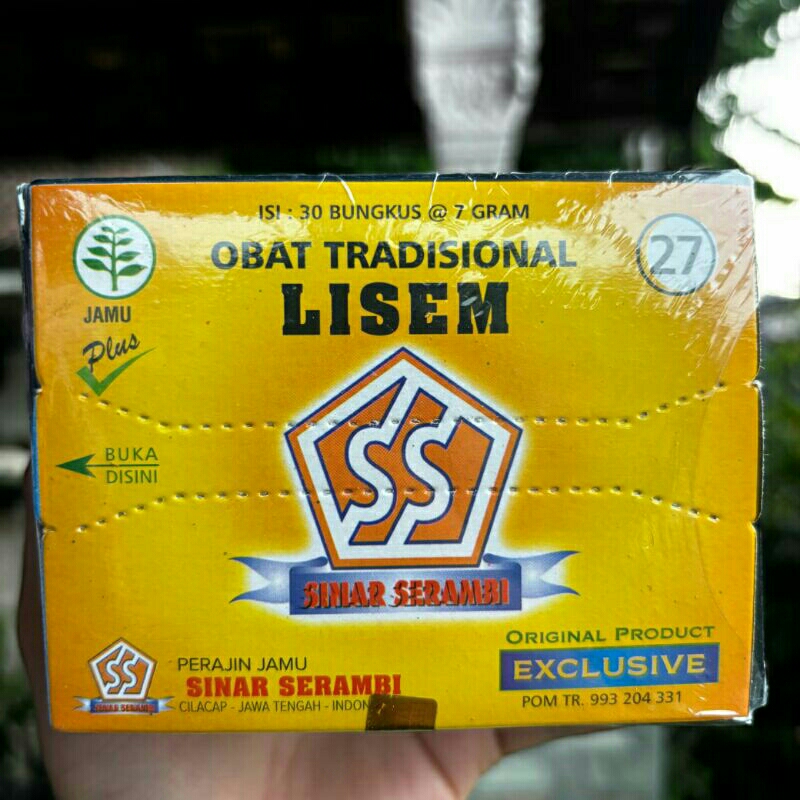 ISI : 30 BUNGKUS @ 7 GRAM
OBAT TRADISIONAL
27
LISEM
JAMU
Plus
SS
BUKA
DISINI
SINAR SERAMBI
ORIGINAL PRODUCT
EXCLUSIVE
POM TR. 993 204 331
SS
SINAR SERAMBI
PERAJIN JAMU
SINAR SERAMBI
CILACAP - JAWA TENGAH -